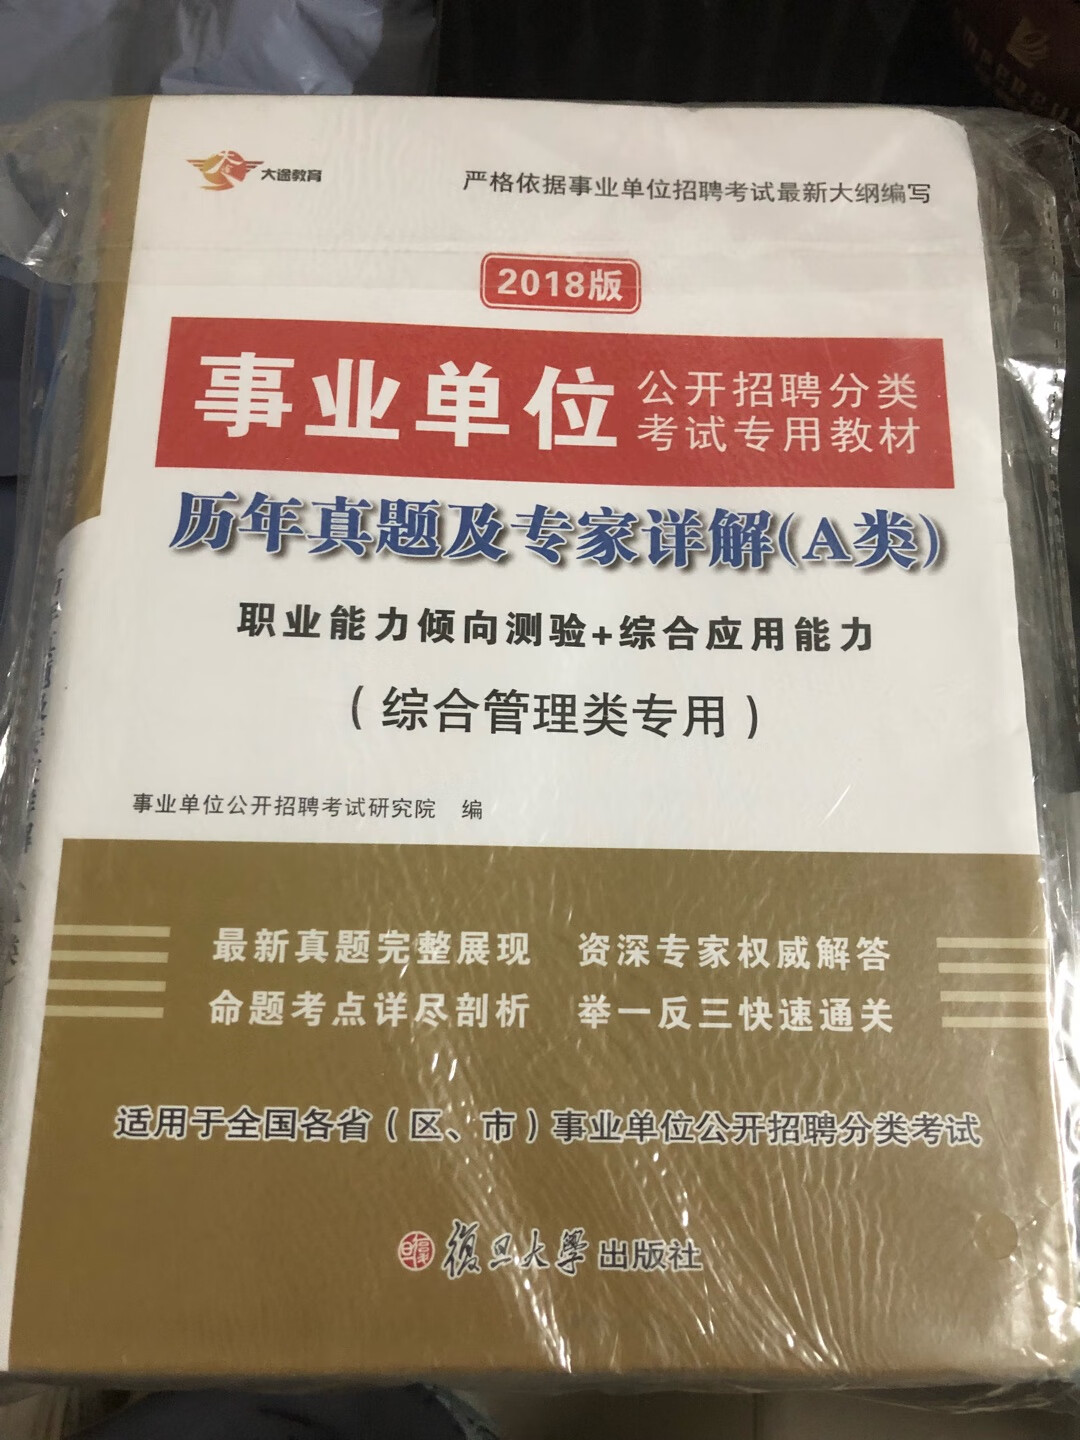 大途教育
严格依据事业单位招聘考试最新大纲编写
2018版
事业单位
公开招聘分类
考试专用教材
历年真题及专家详解(A类)
职业能力倾向测验+综合应用能力
(综合管理类专用)
事业单位公开招聘考试研究院 编
最新真题完整展现 资深专家权威解答
命题考点详尽剖析 举一反三快速通关
适用于全国各省(区、市)事业单位公开招聘分类考试
復旦大學 出版社